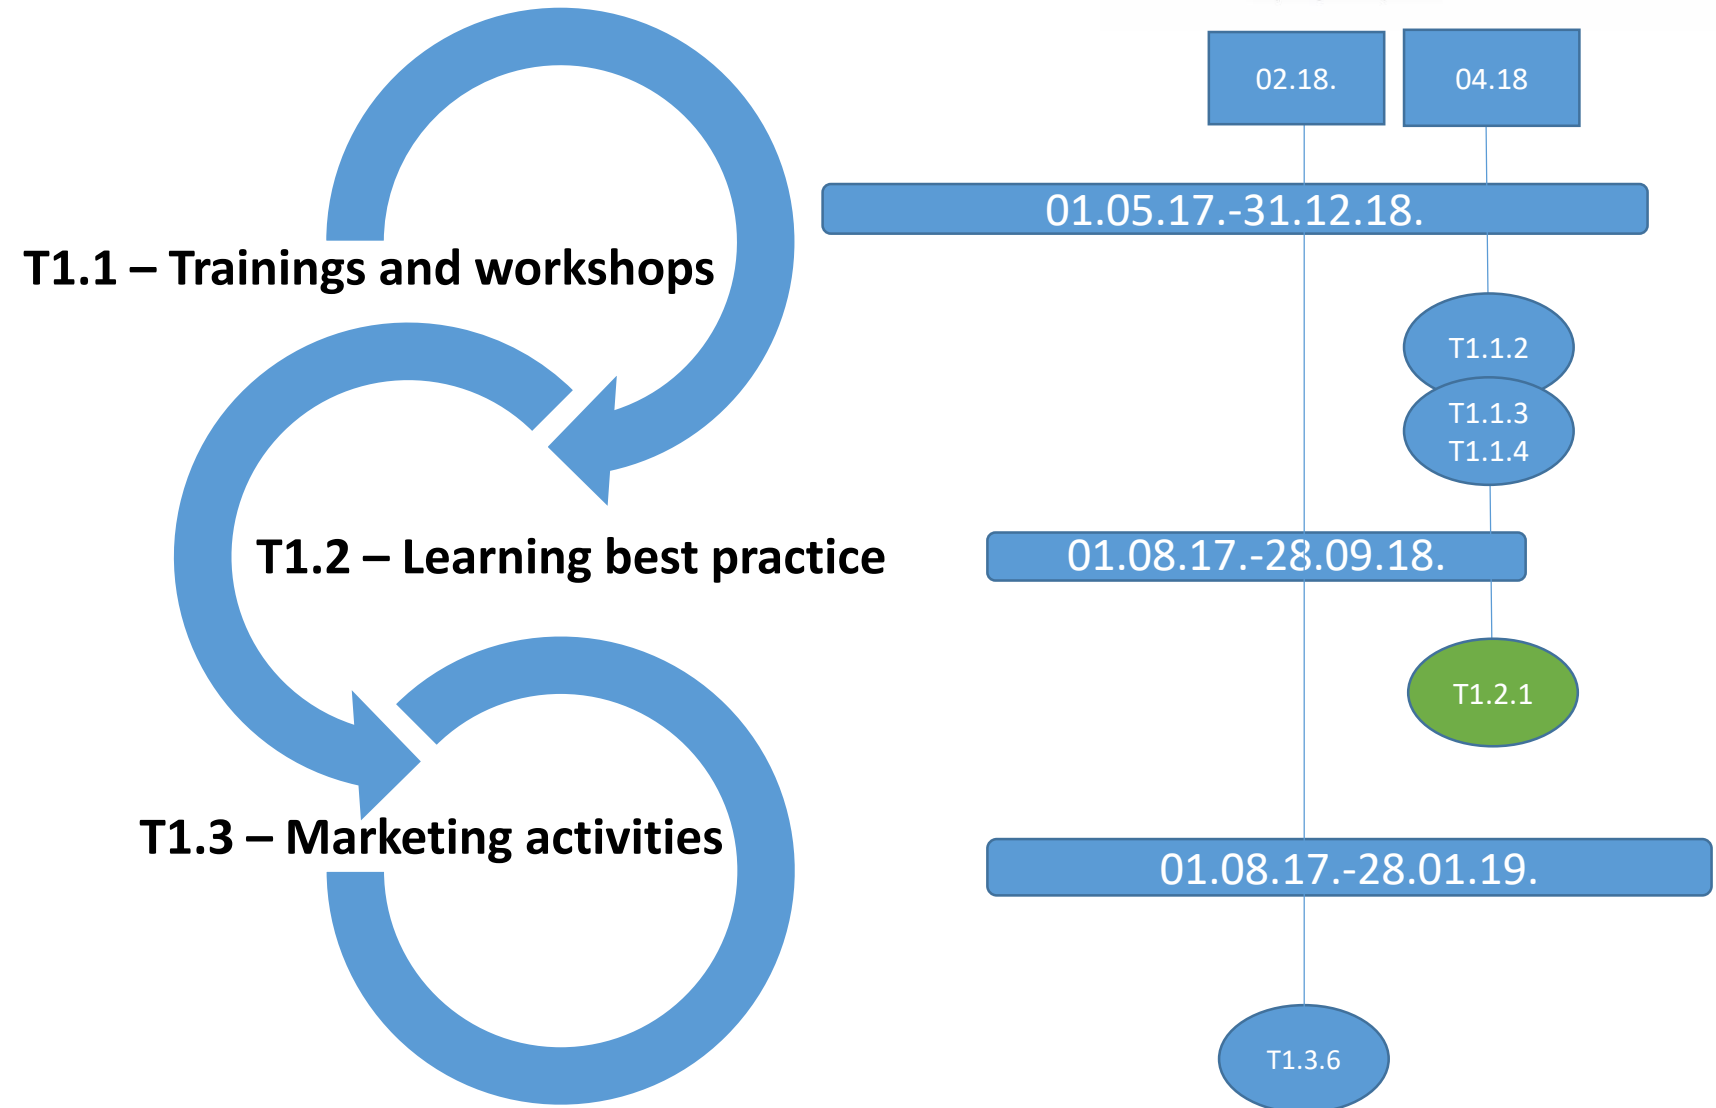 02.18.
04.18
01.05.17.-31.12.18.
T1.1 – Trainings and workshops
T1.1.2
T1.1.3
T1.1.4
T1.2 – Learning best practice
01.08.17.-28.09.18.
T1.2.1
T1.3 – Marketing activities
01.08.17.-28.01.19.
T1.3.6